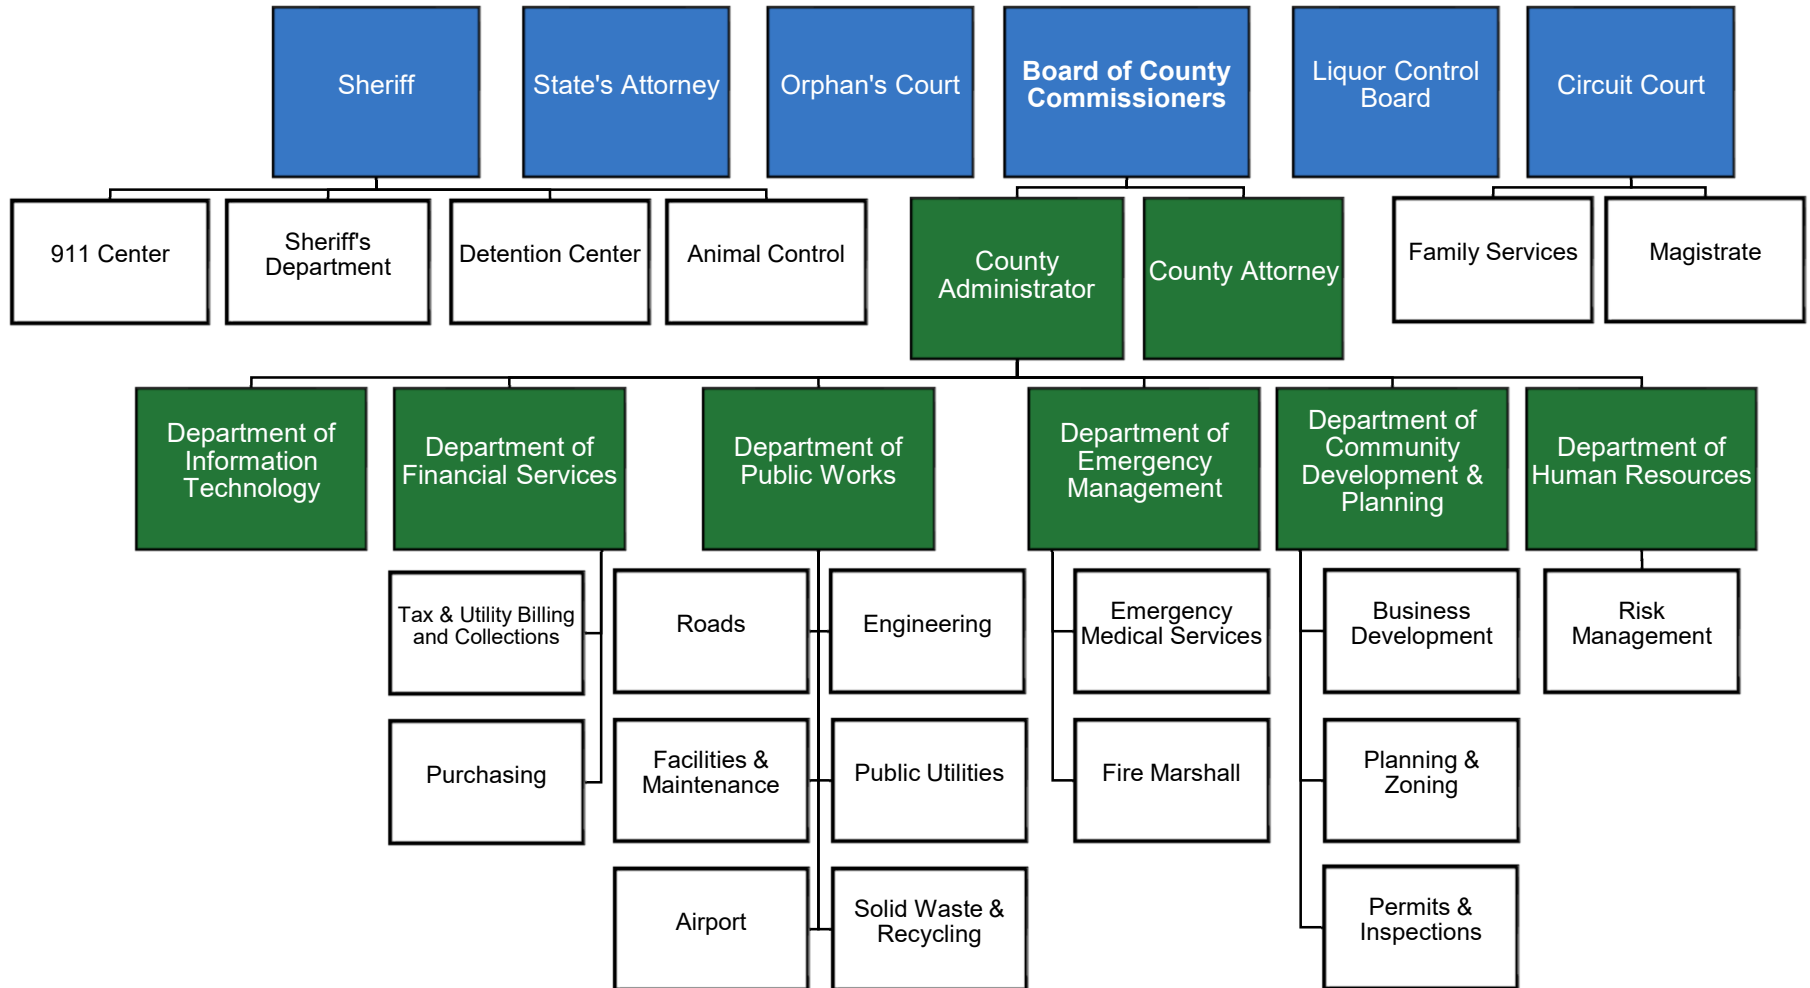 Sheriff
State's Attorney
Orphan's Court
Board of County
Commissioners
Liquor Control
Board
Circuit Court
911 Center
Sheriff's
Department
Detention Center
Animal Control
County
Administrator
County Attorney
Family Services
Magistrate
Department of
Information
Technology
Department of
Financial Services
Department of
Public Works
Department of
Emergency
Management
Department of
Community
Development &
Planning
Department of
Human Resources
Tax & Utility Billing
and Collections
Roads
Engineering
Emergency
Medical Services
Business
Development
Risk
Management
Purchasing
Facilities &
Maintenance
Public Utilities
Fire Marshall
Planning &
Zoning
Airport
Solid Waste &
Recycling
Permits &
Inspections